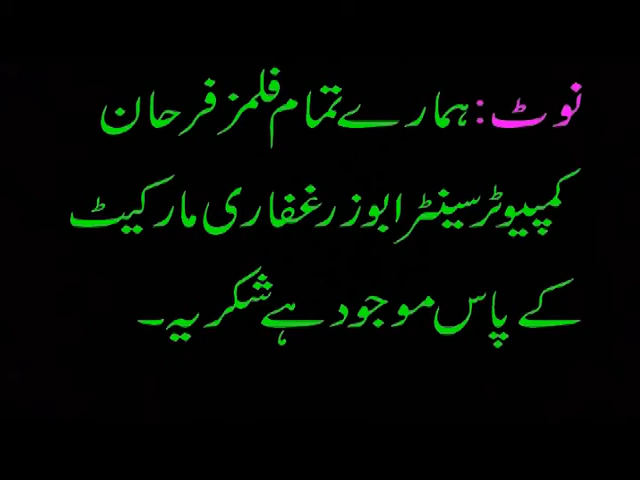 نوٹ: ہمارے تمام فلمز فرحان
کمپیوٹر سینٹر ابوزر غفاری مارکیٹ
کے پاس موجود ہے شکریہ۔